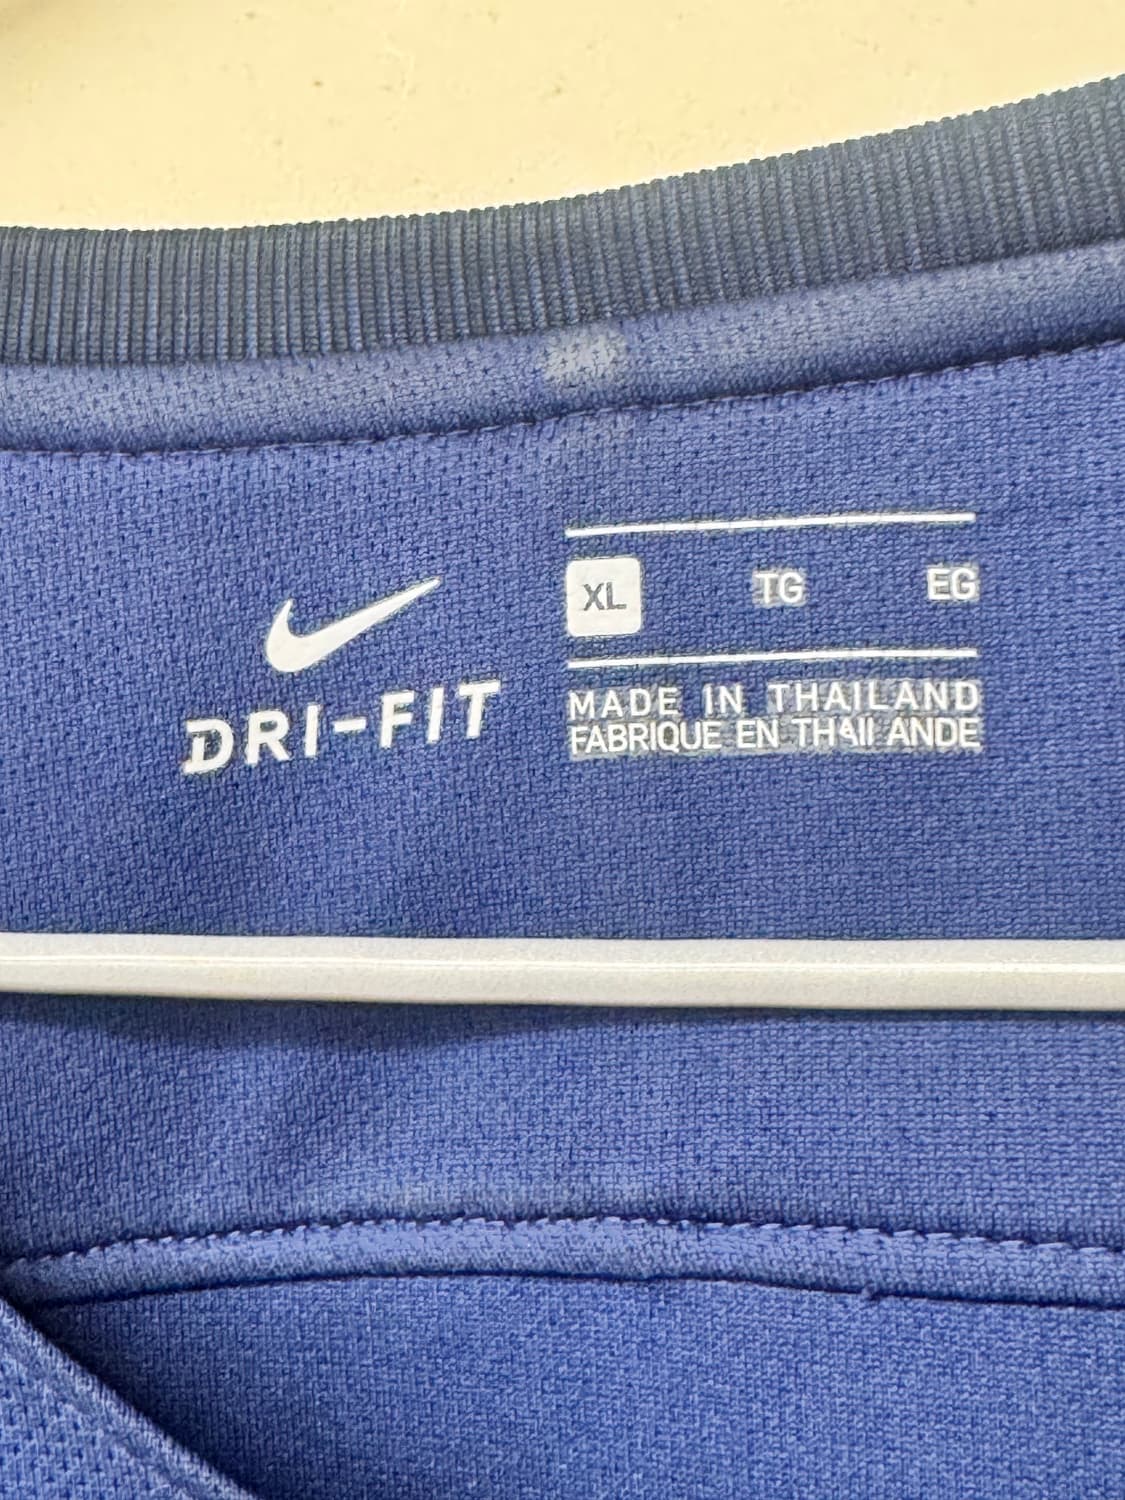 DRI-FIT
XL TG EG
MADE IN THAILAND
FABRIQUE EN THAILANDE